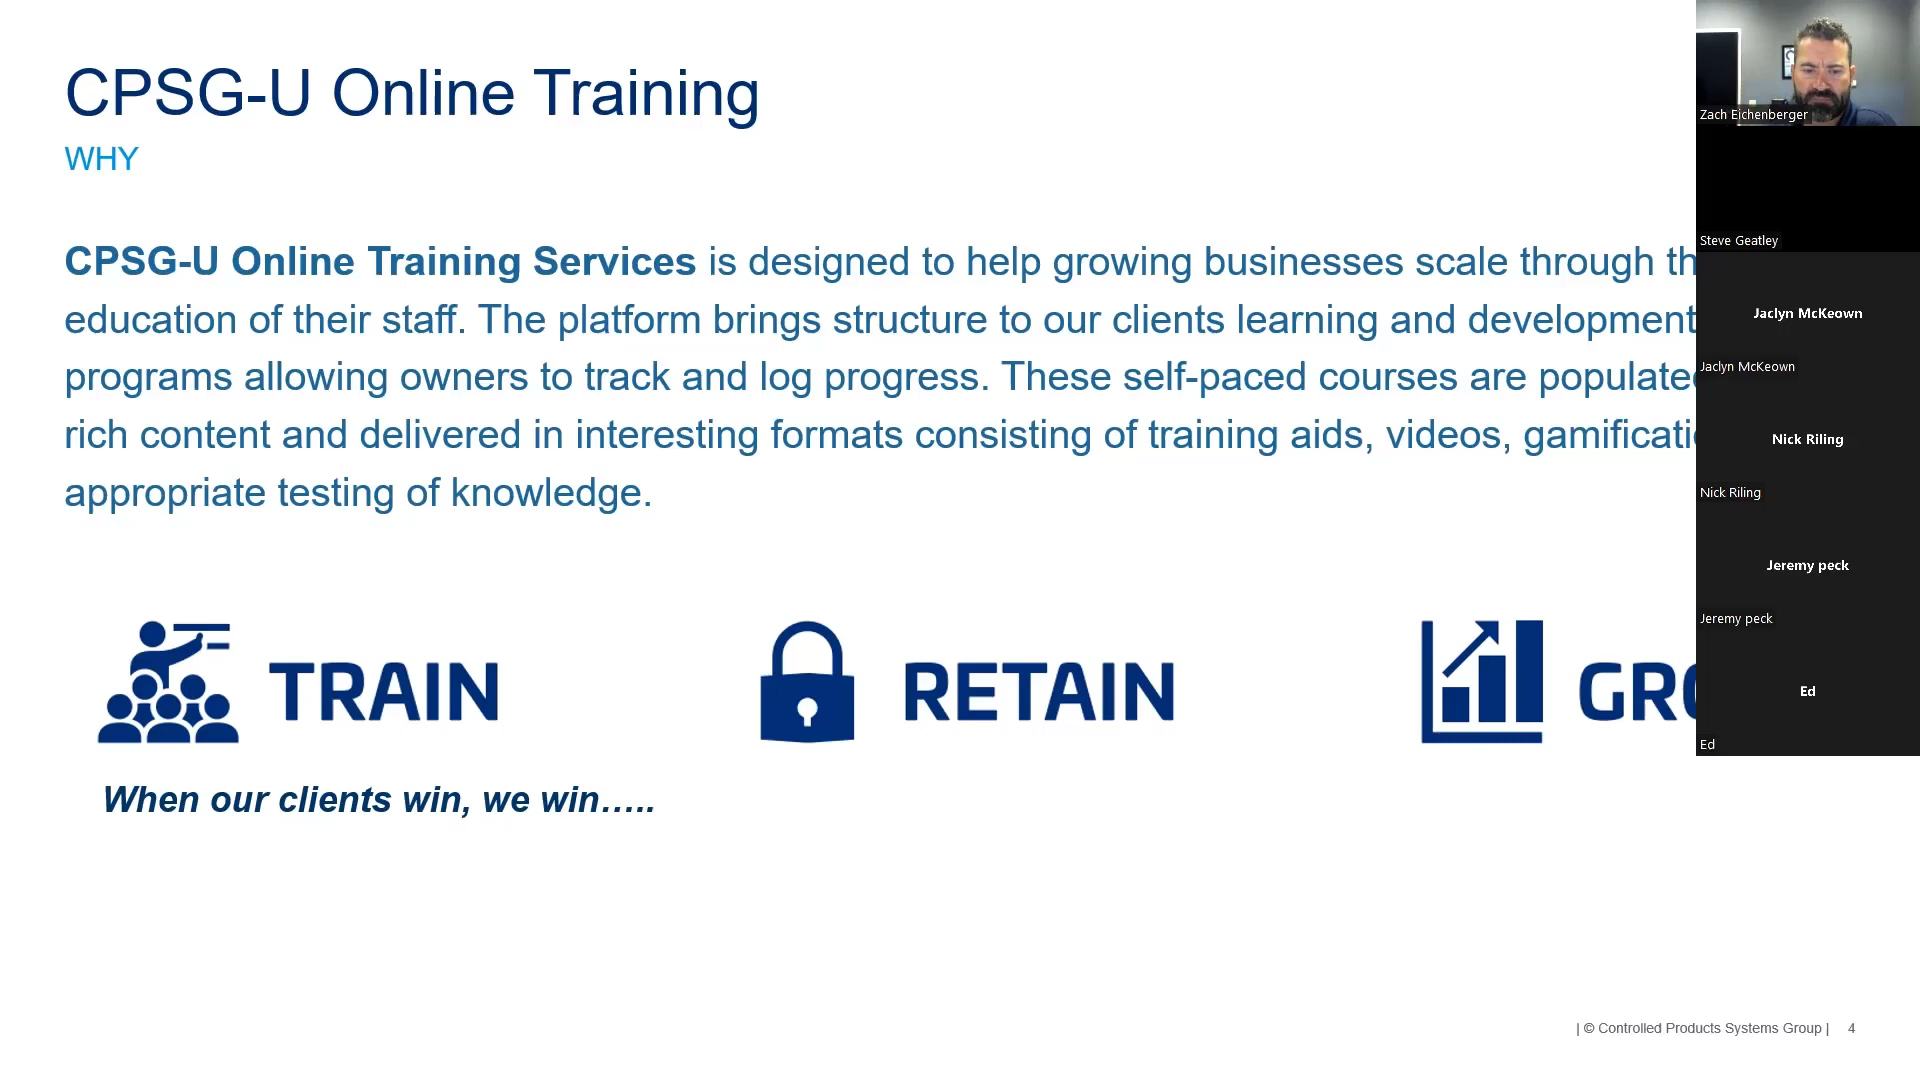 CPSG-U Online Training
WHY
CPSG-U Online Training Services is designed to help growing businesses scale through
education of their staff. The platform brings structure to our clients learning and development
programs allowing owners to track and log progress. These self-paced courses are
rich content and delivered in interesting formats consisting of training aids, videos,
appropriate testing of knowledge.
TRAIN
RETAIN
When our clients win, we win…..
| © Controlled Products Systems Group | 4
Zach Eichenberger
Steve Geatley
Jaclyn McKeown
Jaclyn McKeown
Nick Riling
Nick Riling
Jeremy peck
Jeremy peck
Ed
Ed